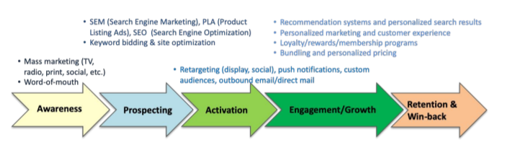 • SEM (Search Engine Marketing), PLA (Product
Listing Ads), SEO (Search Engine Optimization)
• Keyword bidding & site optimization
• Recommendation systems and personalized search results
• Personalized marketing and customer experience
• Loyalty/rewards/membership programs
• Bundling and personalized pricing
• Mass marketing (TV,
radio, print, social, etc.)
• Word-of-mouth
• Retargeting (display, social), push notifications, custom
audiences, outbound email/direct mail
Awareness
Prospecting
Activation
Engagement/Growth
Retention &
Win-back